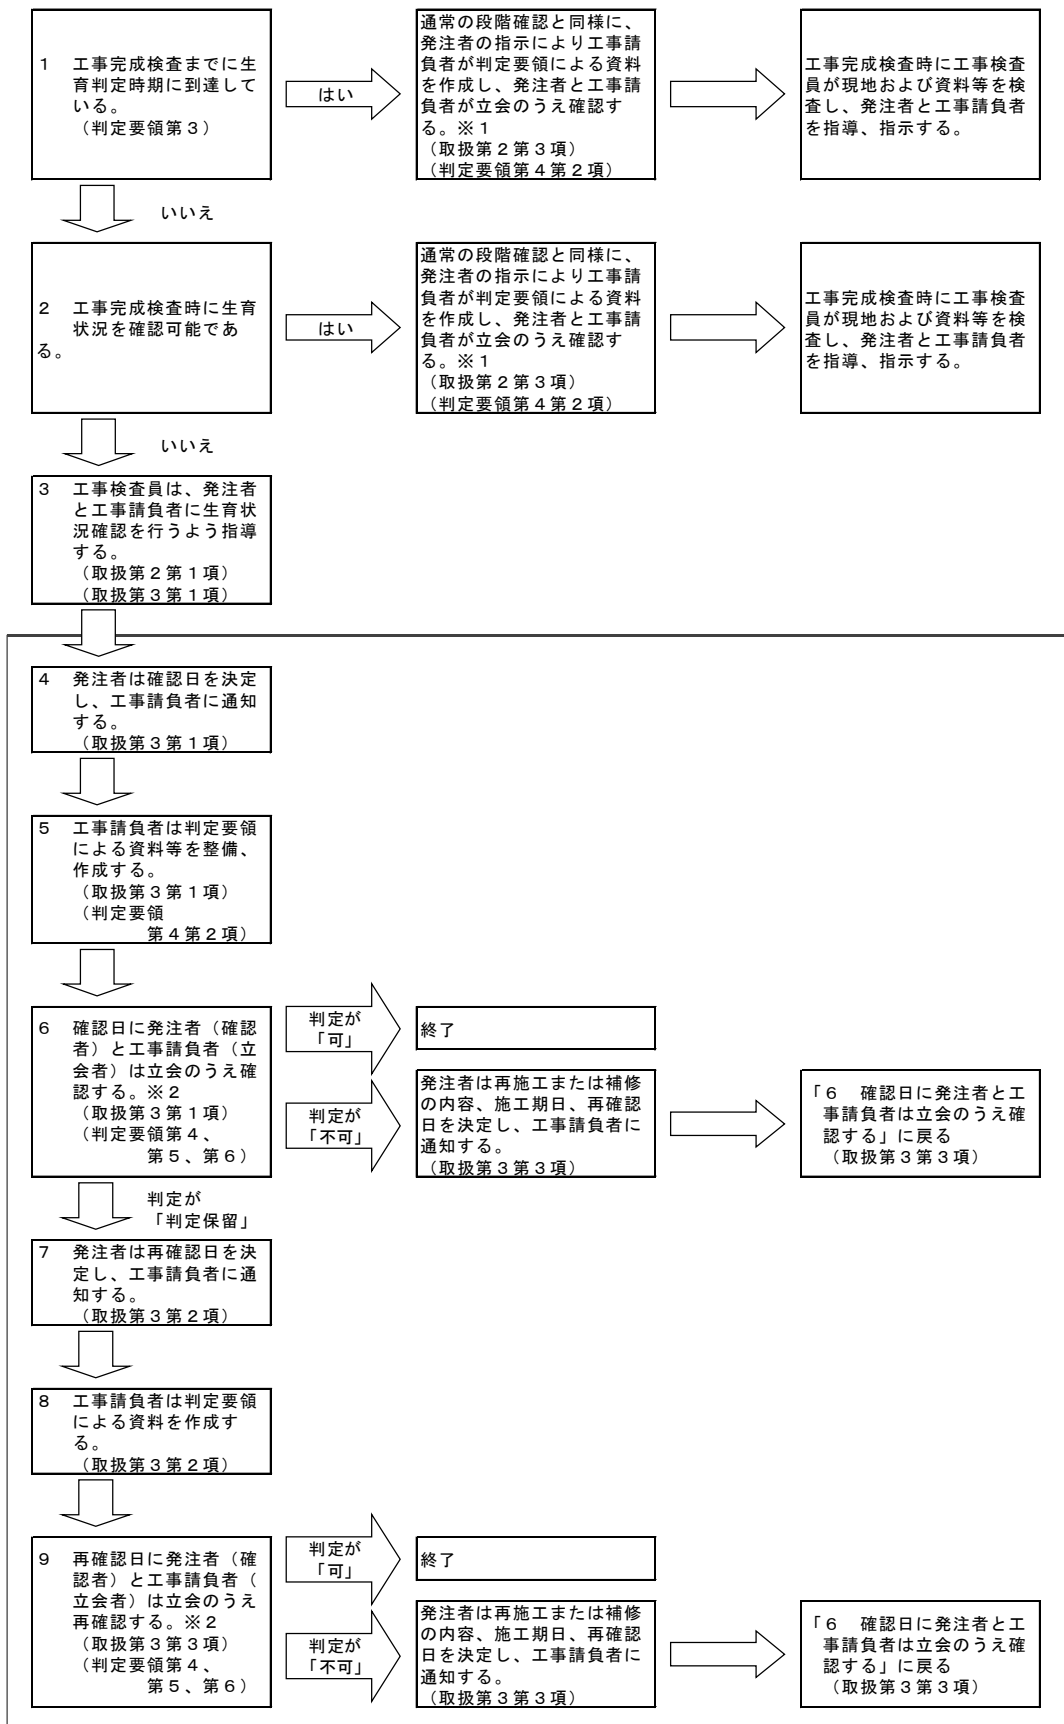 1　工事完成検査までに生
育判定時期に到達して
いる。
（判定要領第3）
はい
通常の段階確認と同様に、
発注者の指示により工事請
負者が判定要領による資料
を作成し、発注者と工事請
負者が立会のうえ確認す
る。※1
（取扱第2第3項）
（判定要領第4第2項）
工事完成検査時に工事検査
員が現地および資料等を検
査し、発注者と工事請負者
を指導、指示する。
いいえ
2　工事完成検査時に生育
状況を確認可能であ
る。
はい
通常の段階確認と同様に、
発注者の指示により工事請
負者が判定要領による資料
を作成し、発注者と工事請
負者が立会のうえ確認す
る。※1
（取扱第2第3項）
（判定要領第4第2項）
工事完成検査時に工事検査
員が現地および資料等を検
査し、発注者と工事請負者
を指導、指示する。
いいえ
3　工事検査員は、発注者
と工事請負者に生育状
況確認を行うよう指導
する。
（取扱第2第1項）
（取扱第3第1項）
4　発注者は確認日を決定
し、工事請負者に通知
する。
（取扱第3第1項）
5　工事請負者は判定要領
による資料等を整備、
作成する。
（取扱第3第1項）
（判定要領
第4第2項）
6　確認日に発注者（確認
者）と工事請負者（立
会者）は立会のうえ確
認する。※2
（取扱第3第1項）
（判定要領第4、
第5、第6）
判定が
「可」
終了
判定が
「不可」
発注者は再施工または補修
の内容、施工期日、再確認
日を決定し、工事請負者に
通知する。
（取扱第3第3項）
「6　確認日に発注者と工
事請負者は立会のうえ確
認する」に戻る
（取扱第3第3項）
判定が
「判定保留」
7　発注者は再確認日を決
定し、工事請負者に通
知する。
（取扱第3第2項）
8　工事請負者は判定要領
による資料を作成す
る。
（取扱第3第2項）
9　再確認日に発注者（確
認者）と工事請負者（
立会者）は立会のうえ
再確認する。※2
（取扱第3第3項）
（判定要領第4、
第5、第6）
判定が
「可」
終了
判定が
「不可」
発注者は再施工または補修
の内容、施工期日、再確認
日を決定し、工事請負者に
通知する。
（取扱第3第3項）
「6　確認日に発注者と工
事請負者は立会のうえ確
認する」に戻る
（取扱第3第3項）